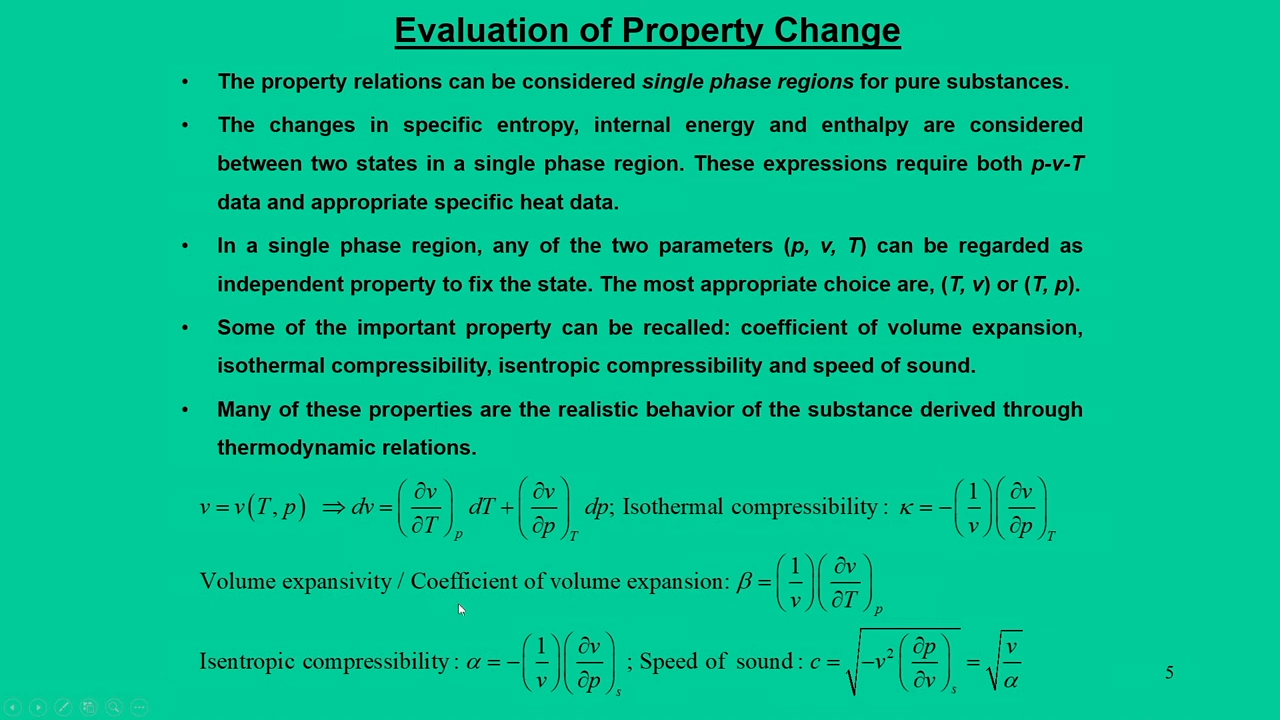 Evaluation of Property Change
• The property relations can be considered single phase regions for pure substances.
• The changes in specific entropy, internal energy and enthalpy are considered
between two states in a single phase region. These expressions require both p-v-T
data and appropriate specific heat data.
• In a single phase region, any of the two parameters (p, v, T) can be regarded as
independent property to fix the state. The most appropriate choice are, (T, v) or (T, p).
• Some of the important property can be recalled: coefficient of volume expansion,
isothermal compressibility, isentropic compressibility and speed of sound.
• Many of these properties are the realistic behavior of the substance derived through
thermodynamic relations.
v = v(T, p) ⇒ dv = (∂v/∂T)_p dT + (∂v/∂p)_T dp; Isothermal compressibility : κ = −(1/v)(∂v/∂p)_T
Volume expansivity / Coefficient of volume expansion: β = (1/v)(∂v/∂T)_p
Isentropic compressibility : α = −(1/v)(∂v/∂p)_s ; Speed of sound : c = √(−v²(∂p/∂v)_s) = √(v/α)
5